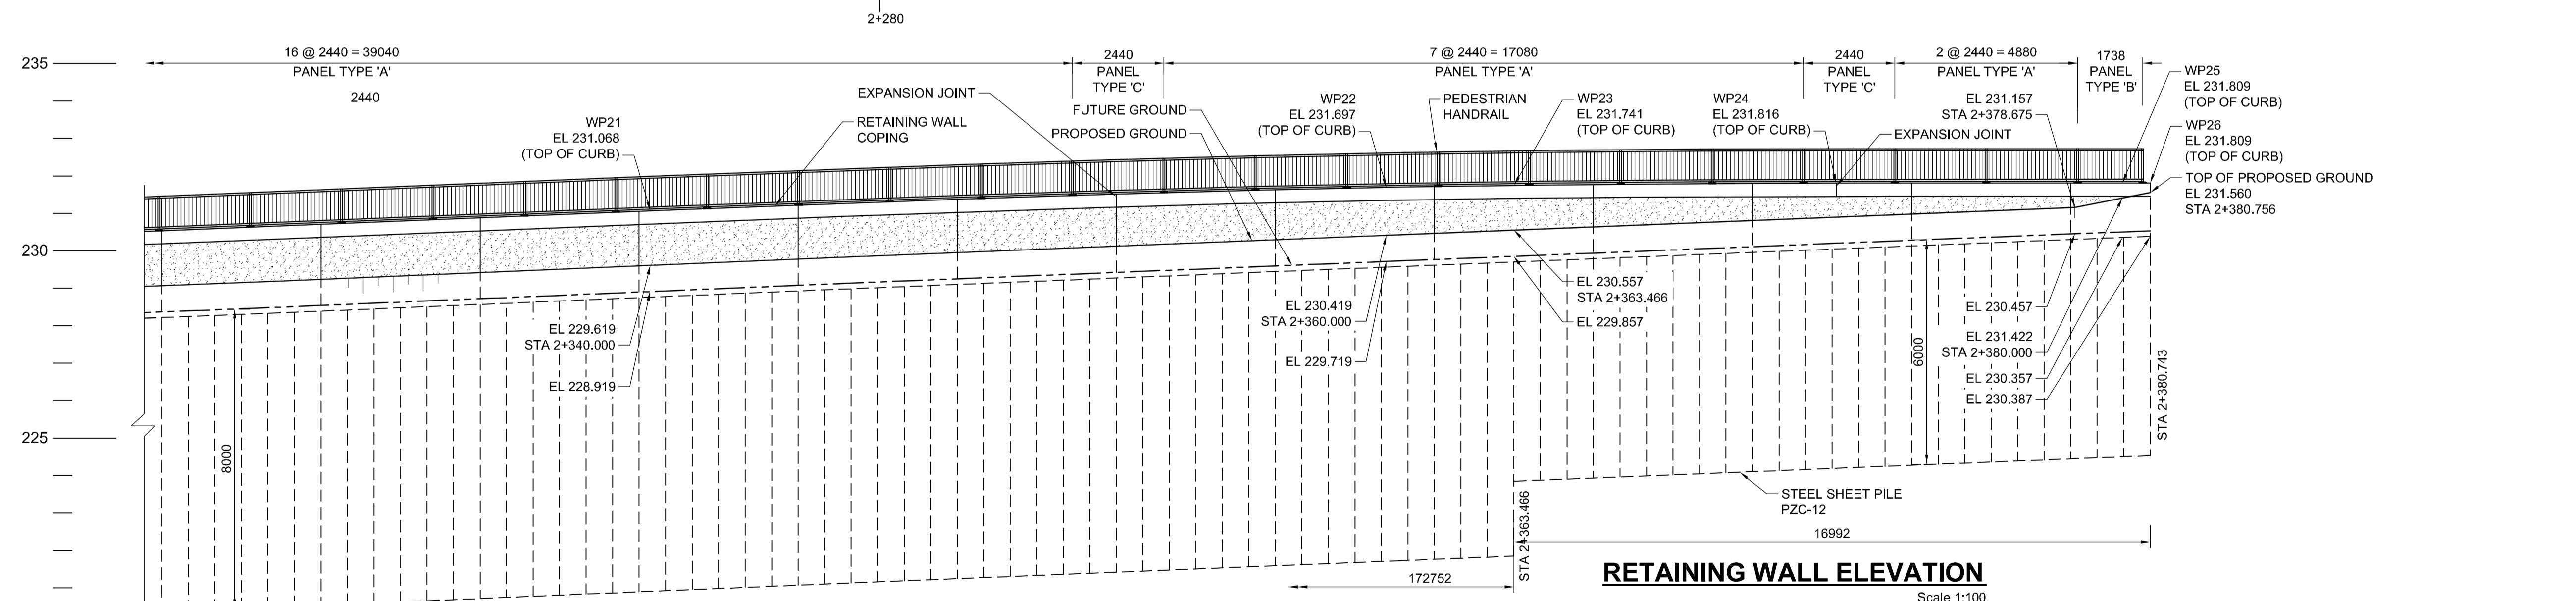 2+280
235
230
225
16 @ 2440 = 39040
PANEL TYPE 'A'
2440
2440
PANEL
TYPE 'C'
7 @ 2440 = 17080
PANEL TYPE 'A'
2440
PANEL
TYPE 'C'
2 @ 2440 = 4880
PANEL TYPE 'A'
1738
PANEL
TYPE 'B'
WP21
EL 231.068
(TOP OF CURB)
EXPANSION JOINT
RETAINING WALL
COPING
FUTURE GROUND
PROPOSED GROUND
WP22
EL 231.697
(TOP OF CURB)
PEDESTRIAN
HANDRAIL
WP23
EL 231.741
(TOP OF CURB)
WP24
EL 231.816
(TOP OF CURB)
EXPANSION JOINT
EL 231.157
STA 2+378.675
WP25
EL 231.809
(TOP OF CURB)
WP26
EL 231.809
(TOP OF CURB)
TOP OF PROPOSED GROUND
EL 231.560
STA 2+380.756
EL 229.619
STA 2+340.000
EL 228.919
EL 230.419
STA 2+360.000
EL 229.719
EL 230.557
STA 2+363.466
EL 229.857
EL 230.457
EL 231.422
STA 2+380.000
EL 230.357
EL 230.387
8000
6000
STA 2+380.743
STA 2+363.466
STEEL SHEET PILE
PZC-12
16992
172752
RETAINING WALL ELEVATION
Scale 1:100